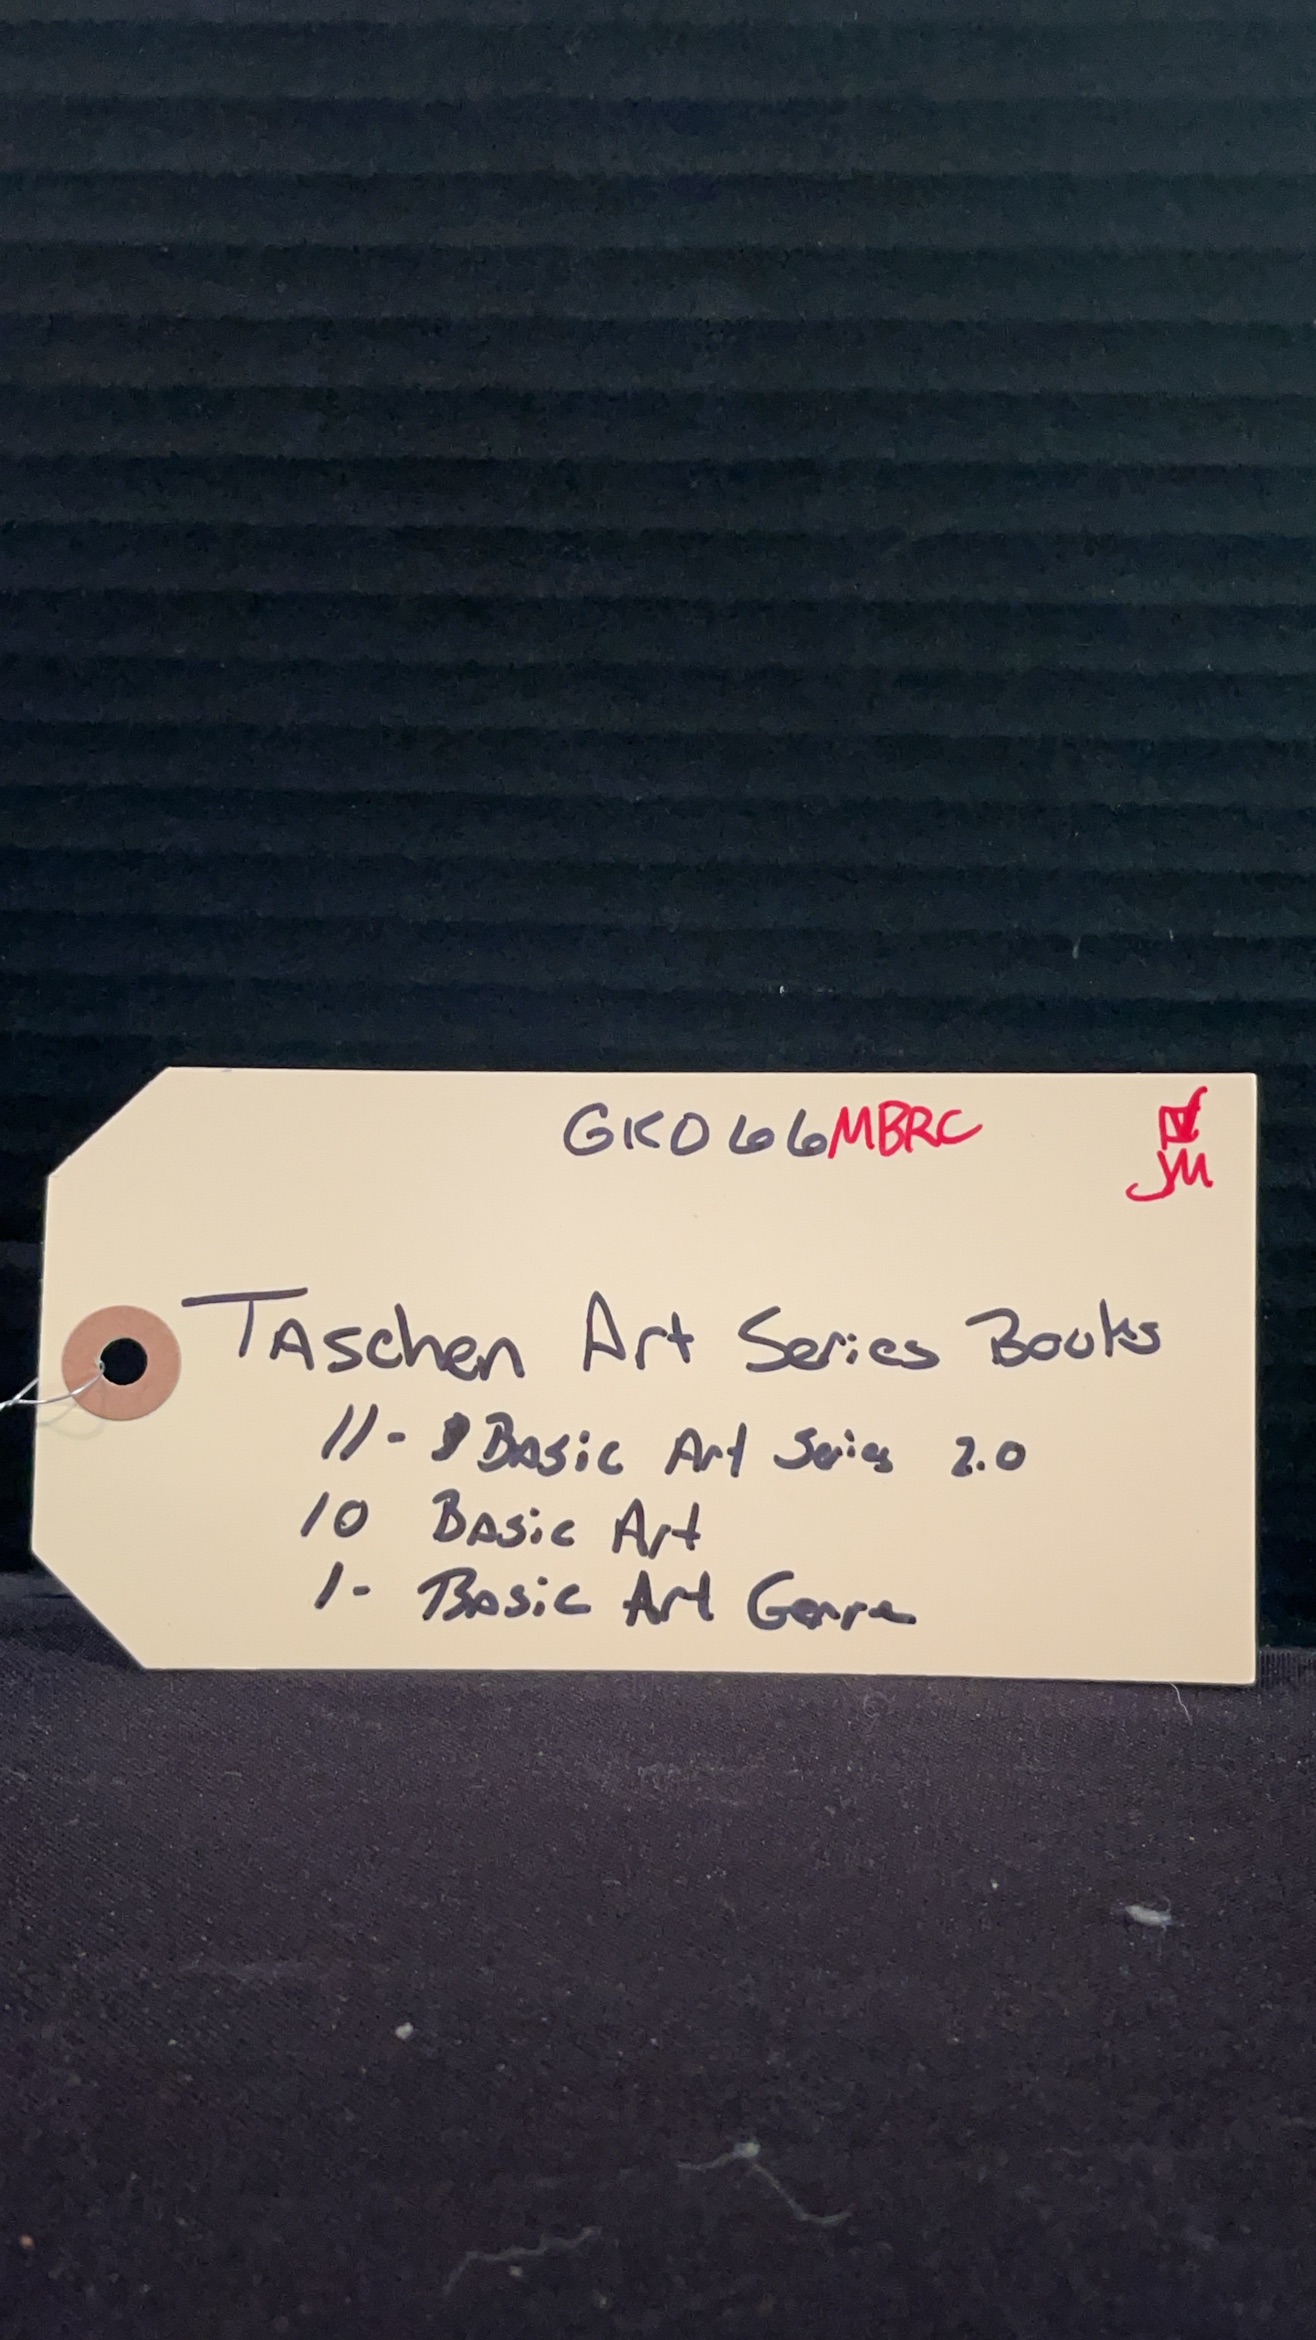 GK066MBRC
JM
Taschen Art Series Books
11- Basic Art Series 2.0
10 Basic Art
1- Basic Art Genre